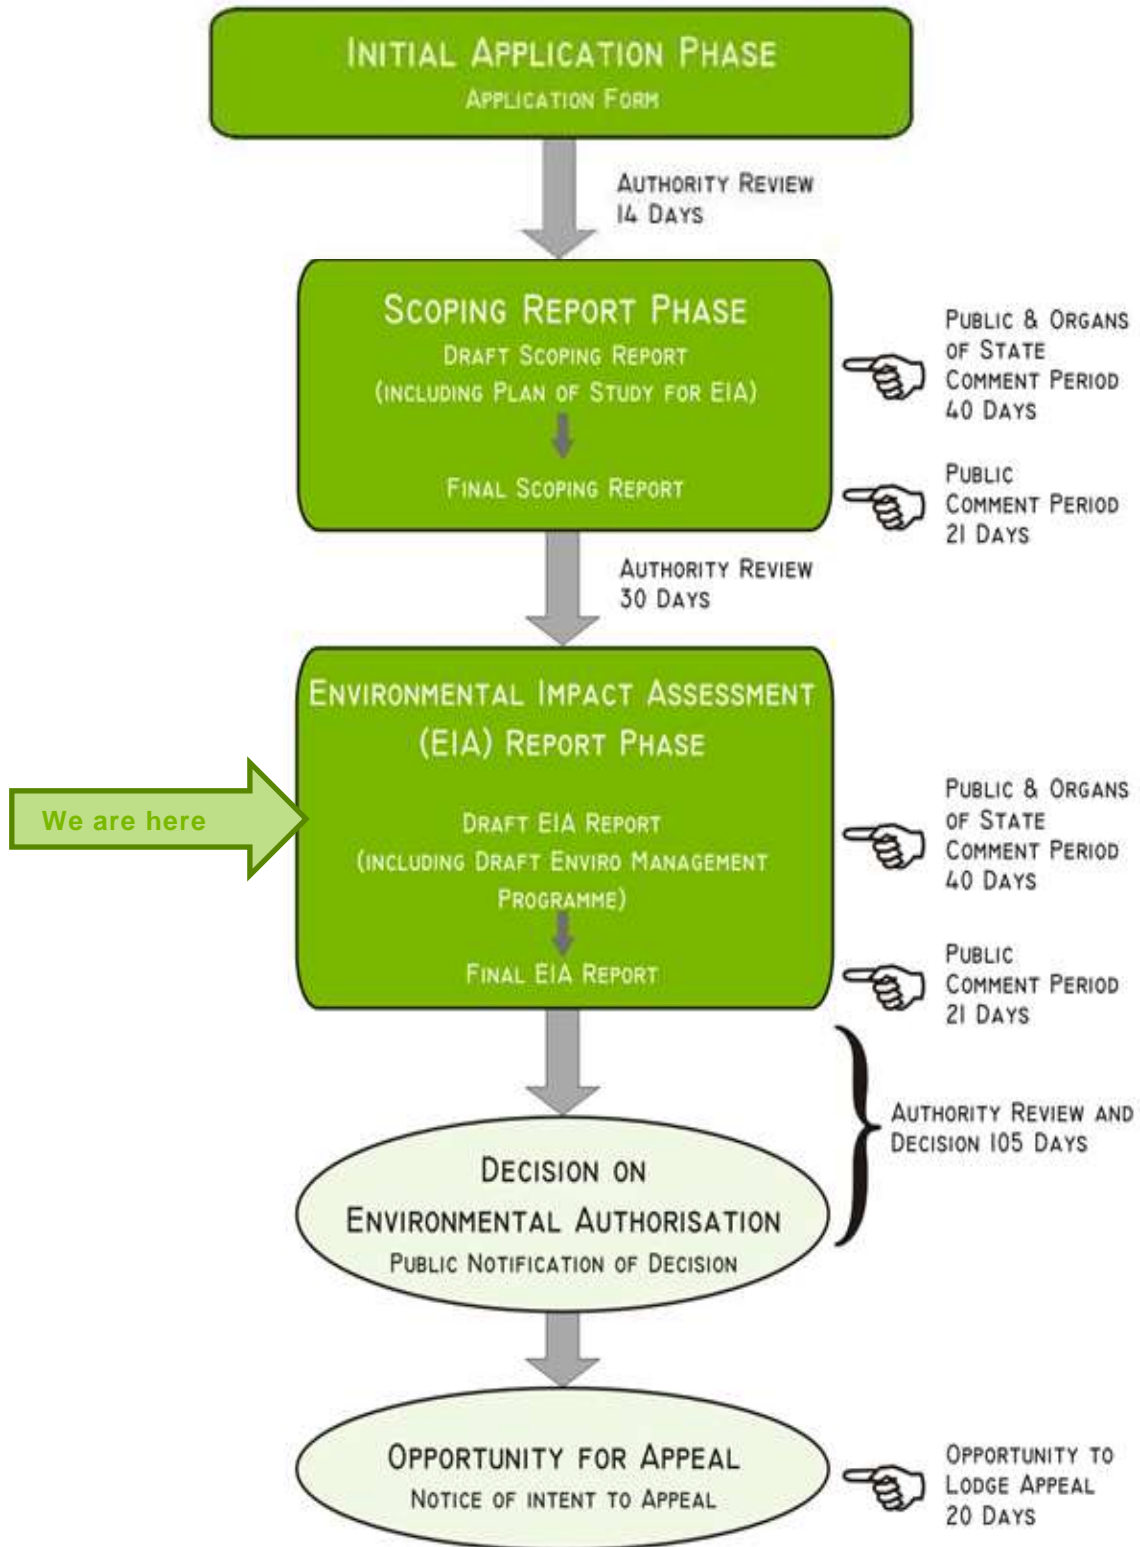 INITIAL APPLICATION PHASE
APPLICATION FORM
AUTHORITY REVIEW
14 DAYS
SCOPING REPORT PHASE
DRAFT SCOPING REPORT
(INCLUDING PLAN OF STUDY FOR EIA)
FINAL SCOPING REPORT
PUBLIC & ORGANS
OF STATE
COMMENT PERIOD
40 DAYS
PUBLIC
COMMENT PERIOD
21 DAYS
AUTHORITY REVIEW
30 DAYS
ENVIRONMENTAL IMPACT ASSESSMENT
(EIA) REPORT PHASE
We are here
DRAFT EIA REPORT
(INCLUDING DRAFT ENVIRO MANAGEMENT
PROGRAMME)
FINAL EIA REPORT
PUBLIC & ORGANS
OF STATE
COMMENT PERIOD
40 DAYS
PUBLIC
COMMENT PERIOD
21 DAYS
AUTHORITY REVIEW AND
DECISION 105 DAYS
DECISION ON
ENVIRONMENTAL AUTHORISATION
PUBLIC NOTIFICATION OF DECISION
OPPORTUNITY FOR APPEAL
NOTICE OF INTENT TO APPEAL
OPPORTUNITY TO
LODGE APPEAL
20 DAYS